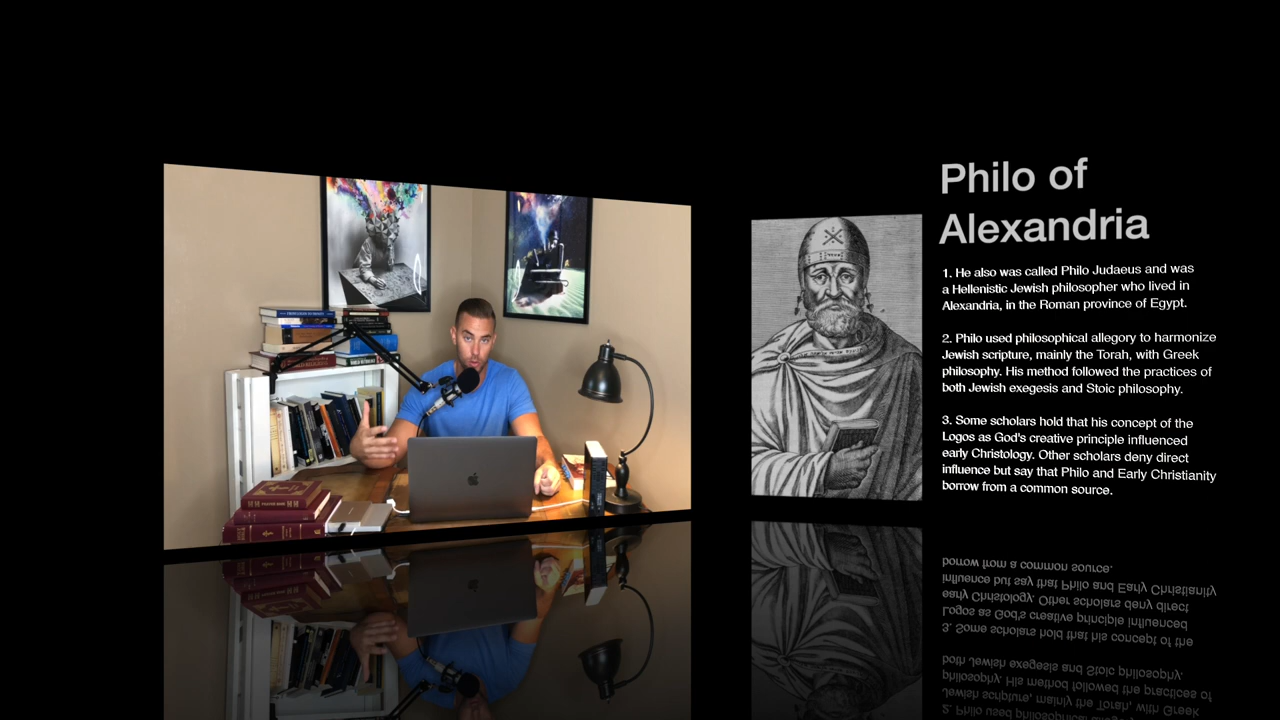 Philo of
Alexandria
1. He also was called Philo Judaeus and was
a Hellenistic Jewish philosopher who lived in
Alexandria, in the Roman province of Egypt.
2. Philo used philosophical allegory to harmonize
Jewish scripture, mainly the Torah, with Greek
philosophy. His method followed the practices of
both Jewish exegesis and Stoic philosophy.
3. Some scholars hold that his concept of the
Logos as God's creative principle influenced
early Christology. Other scholars deny direct
influence but say that Philo and Early Christianity
borrow from a common source.